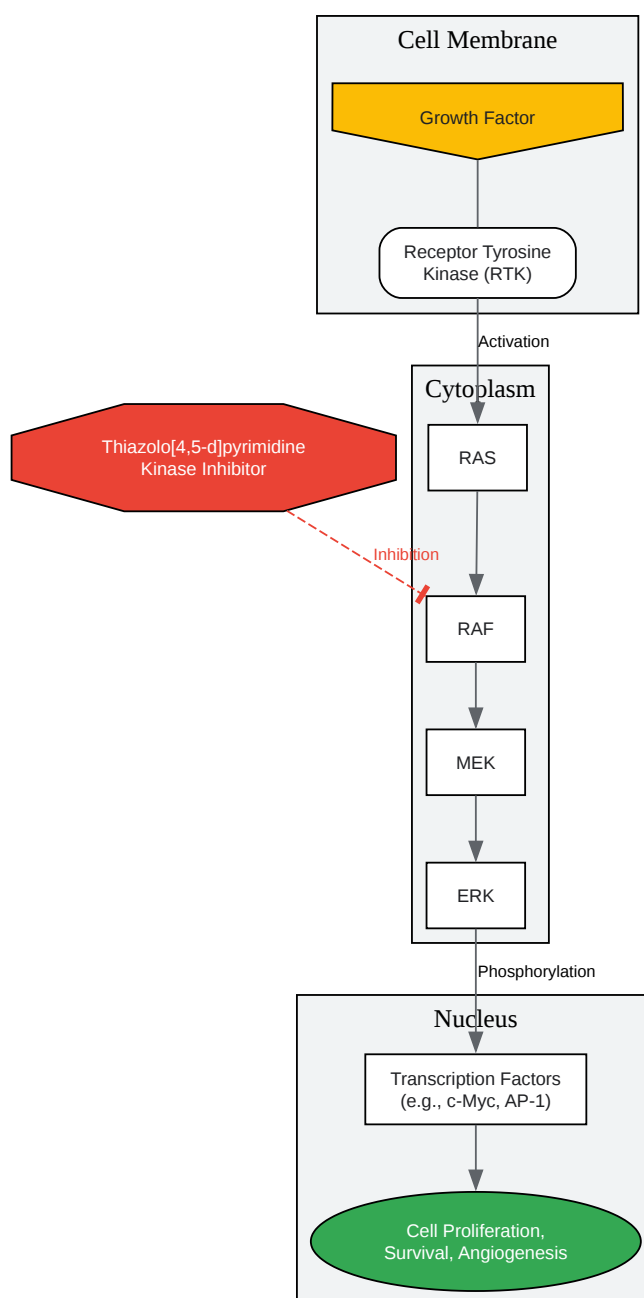 Cell Membrane
Growth Factor
Receptor Tyrosine
Kinase (RTK)
Activation
Cytoplasm
Thiazolo[4,5-d]pyrimidine
Kinase Inhibitor
RAS
Inhibition
RAF
MEK
ERK
Phosphorylation
Nucleus
Transcription Factors
(e.g., c-Myc, AP-1)
Cell Proliferation,
Survival, Angiogenesis